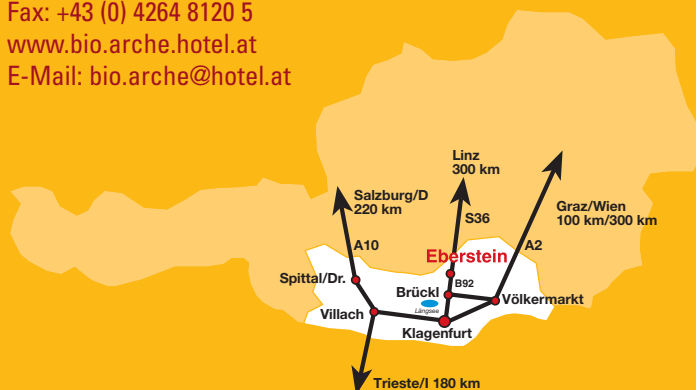 Fax: +43 (0) 4264 8120 5
www.bio.arche.hotel.at
E-Mail: bio.arche@hotel.at
Linz
300 km
Salzburg/D
220 km
S36
Graz/Wien
100 km/300 km
A10
A2
Eberstein
Spittal/Dr.
B92
Brückl
Völkermarkt
Längsee
Villach
Klagenfurt
Trieste/I 180 km